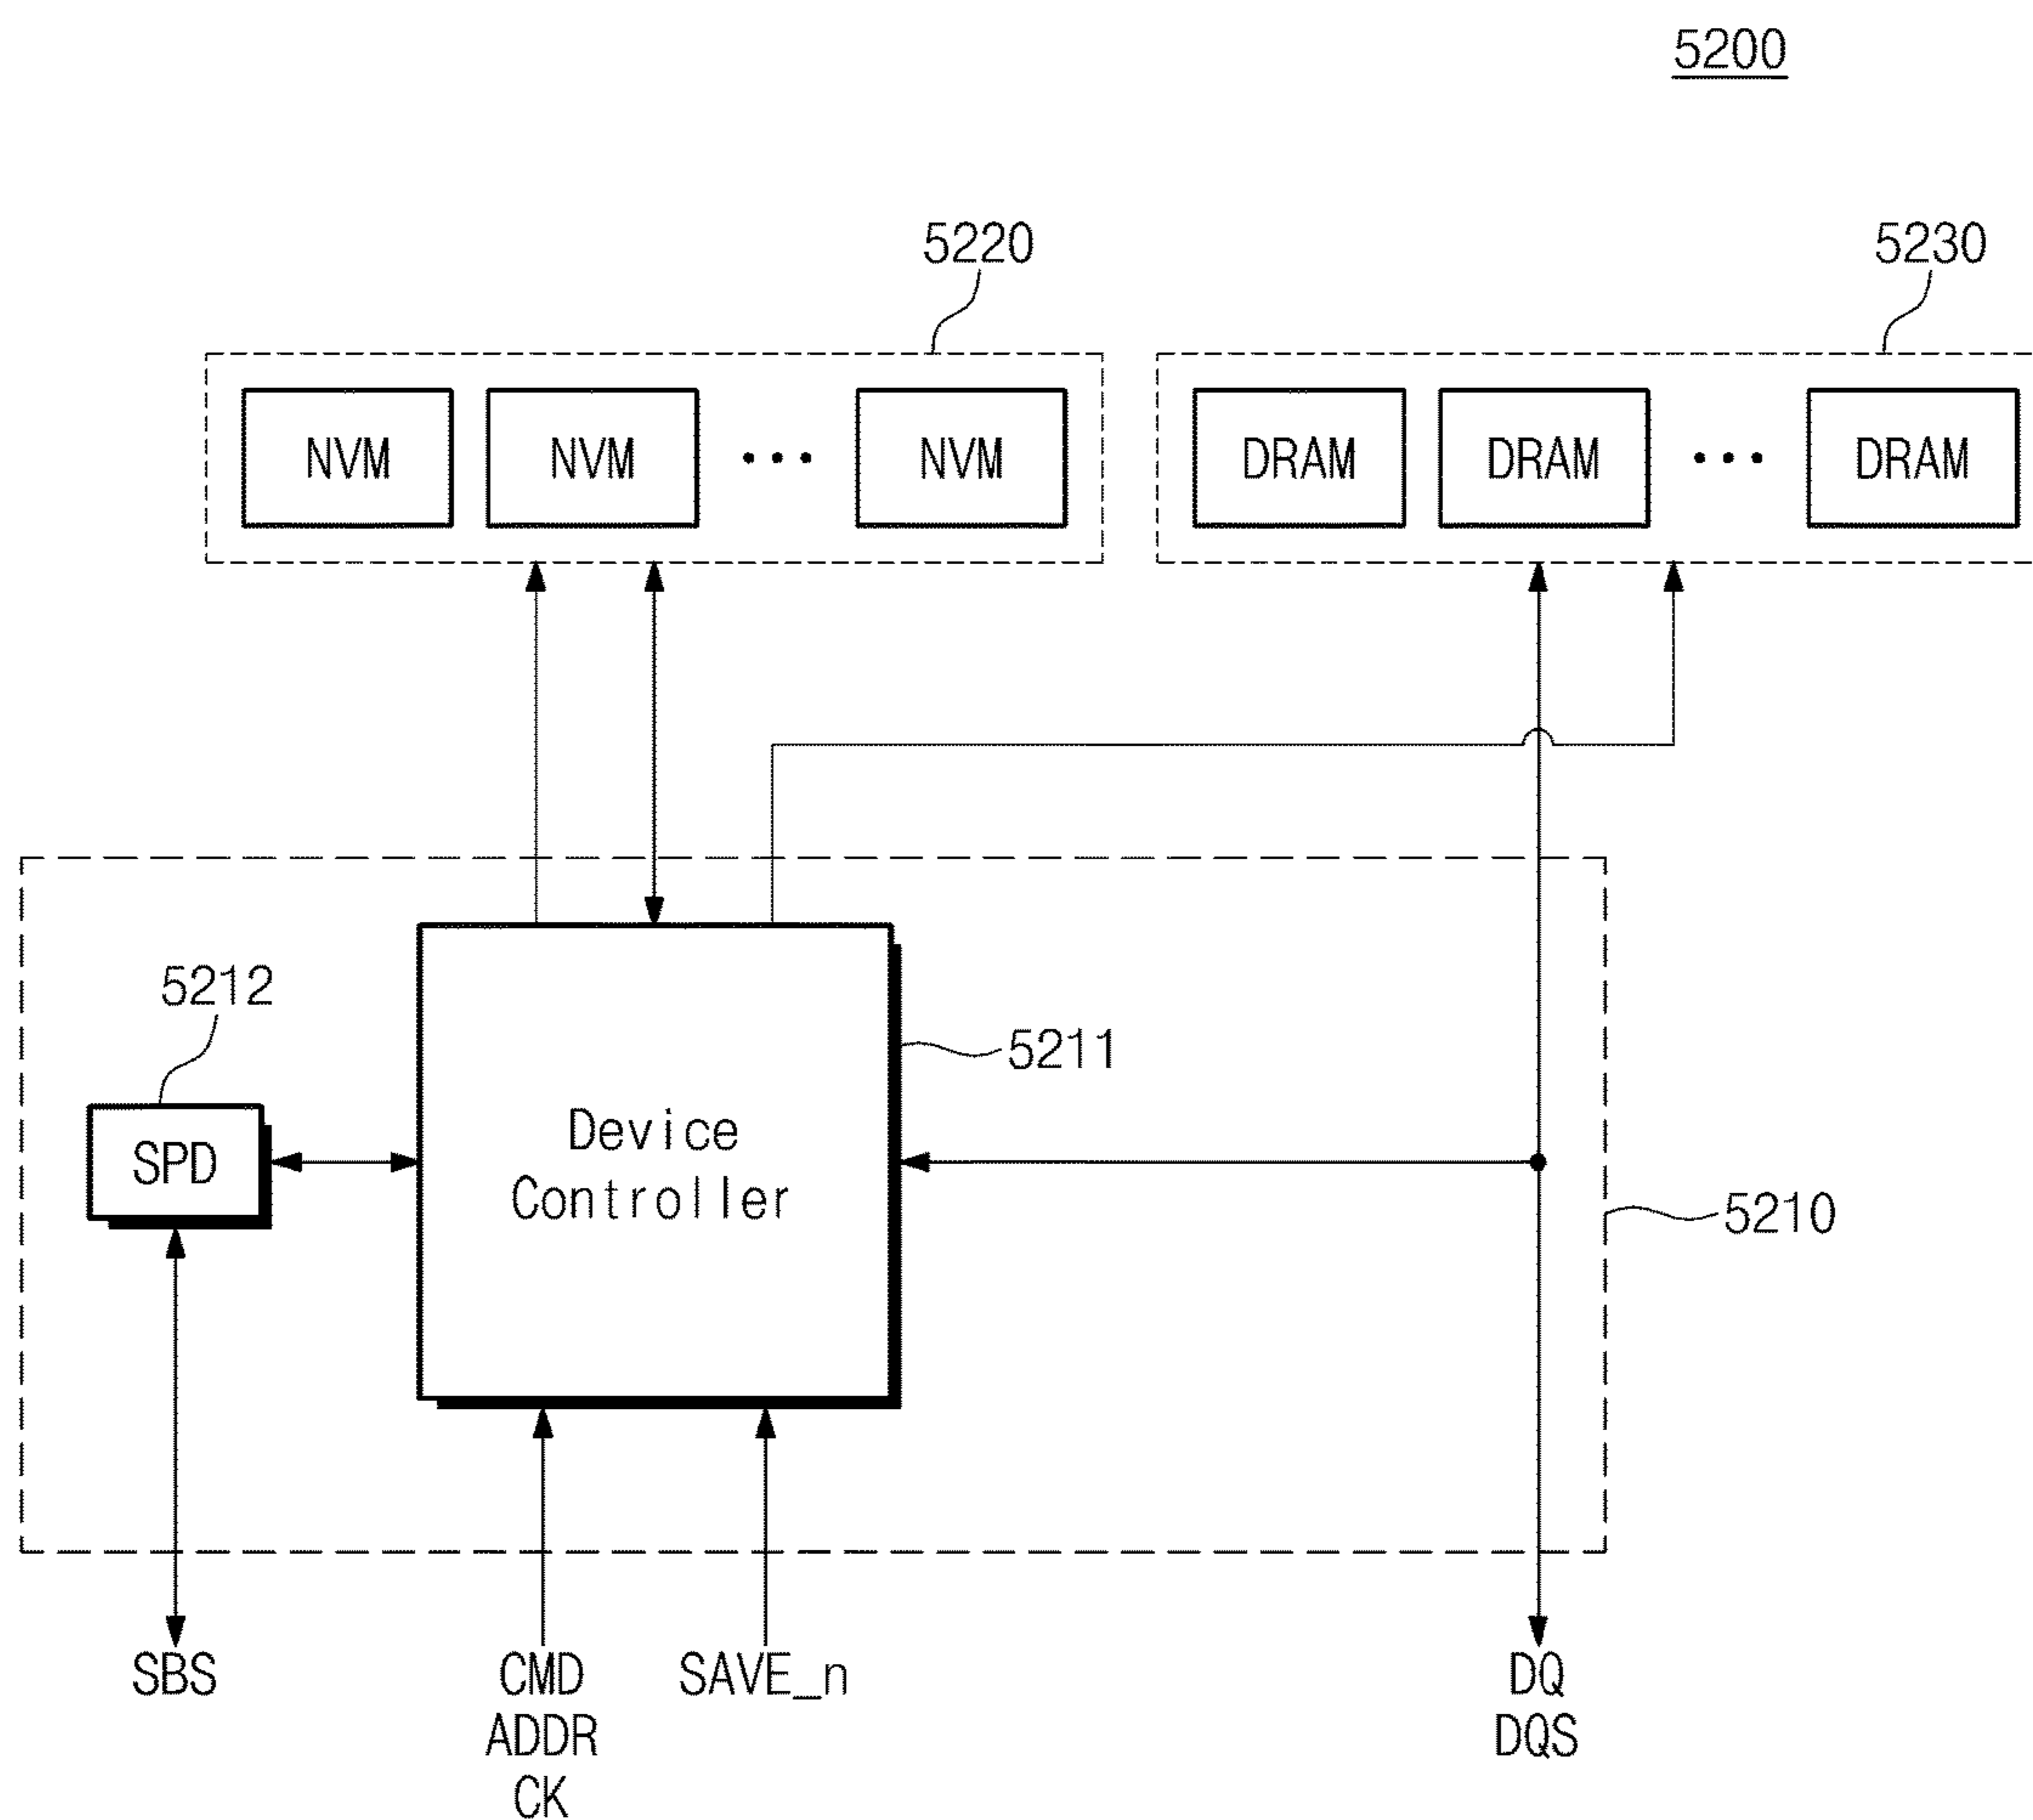 5200
5220
5230
NVM
NVM
NVM
DRAM
DRAM
DRAM
5212
5211
Device
Controller
SPD
5210
SBS
CMD
ADDR
CK
SAVE_n
DQ
DQS